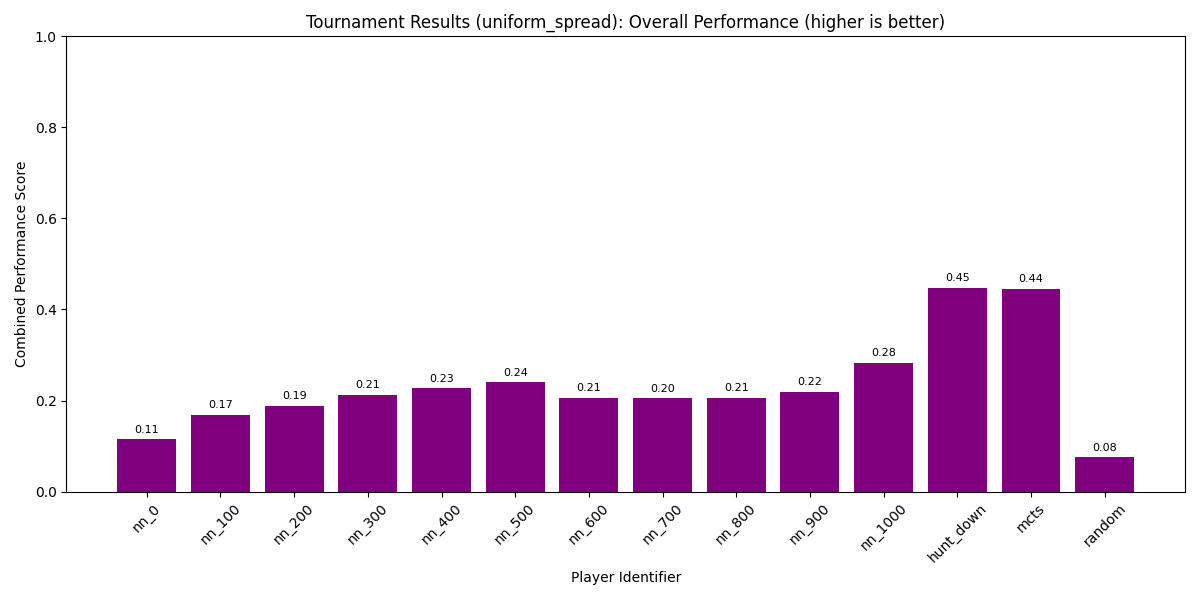 Tournament Results (uniform_spread): Overall Performance (higher is better)
Combined Performance Score
1.0
0.8
0.6
0.4
0.2
0.0
0.11
0.17
0.19
0.21
0.23
0.24
0.21
0.20
0.21
0.22
0.28
0.45
0.44
0.08
nn_0
nn_100
nn_200
nn_300
nn_400
nn_500
nn_600
nn_700
nn_800
nn_900
nn_1000
hunt_down
mcts
random
Player Identifier